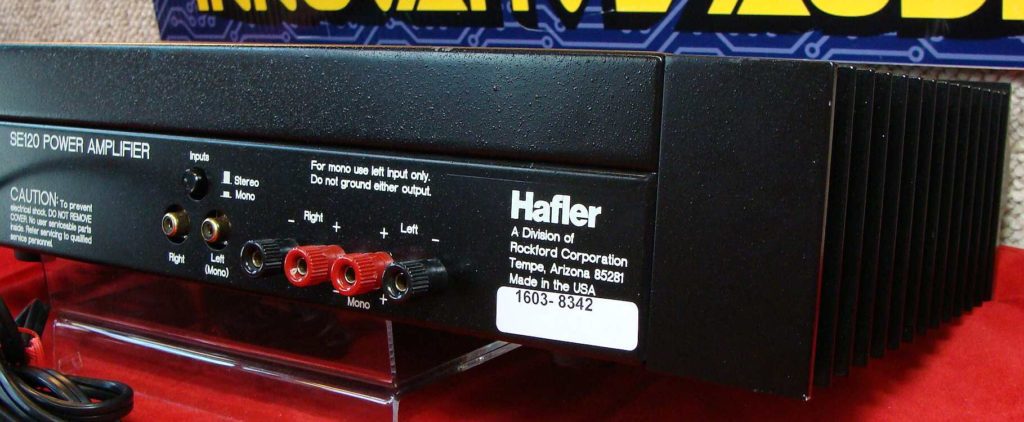 SE120 POWER AMPLIFIER
CAUTION: To prevent
electrical shock, DO NOT REMOVE
COVER. No user serviceable parts
inside. Refer servicing to qualified
service personnel.
Inputs
Stereo
Mono
Right
Left
(Mono)
For mono use left input only.
Do not ground either output.
− Right +
+ Left −
− Mono +
Hafler
A Division of
Rockford Corporation
Tempe, Arizona 85281
Made in the USA
1603-8342